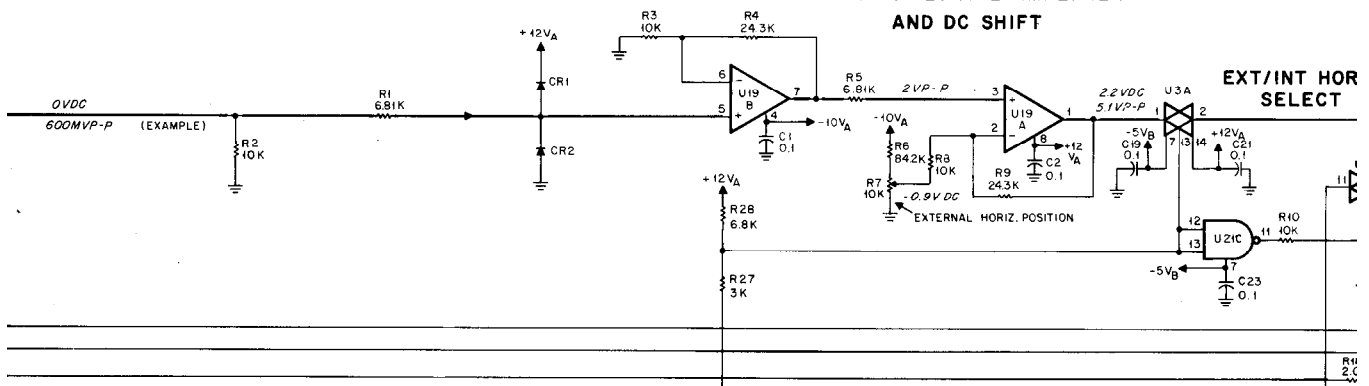 AND DC SHIFT
EXT/INT HOR
SELECT
0VDC
600MVP-P (EXAMPLE)
R2
10K
R1
6.81K
+12VA
CR1
CR2
R3
10K
R4
24.3K
6
5
7
4
U19
B
C1
0.1
-10VA
R5
6.81K
2VP-P
-10VA
R6
84.2K
R7
10K
R8
10K
-0.9V DC
EXTERNAL HORIZ. POSITION
3
2
1
8
U19
A
+12
VA
C2
0.1
R9
24.3K
2.2VDC
5.1VP-P
U3A
1
2
-5VB
C19
0.1
7
13
14
+12VA
C21
0.1
+12VA
R28
6.8K
R27
3K
12
13
U21C
11
R10
10K
-5VB
7
C23
0.1
11
R18
2.0